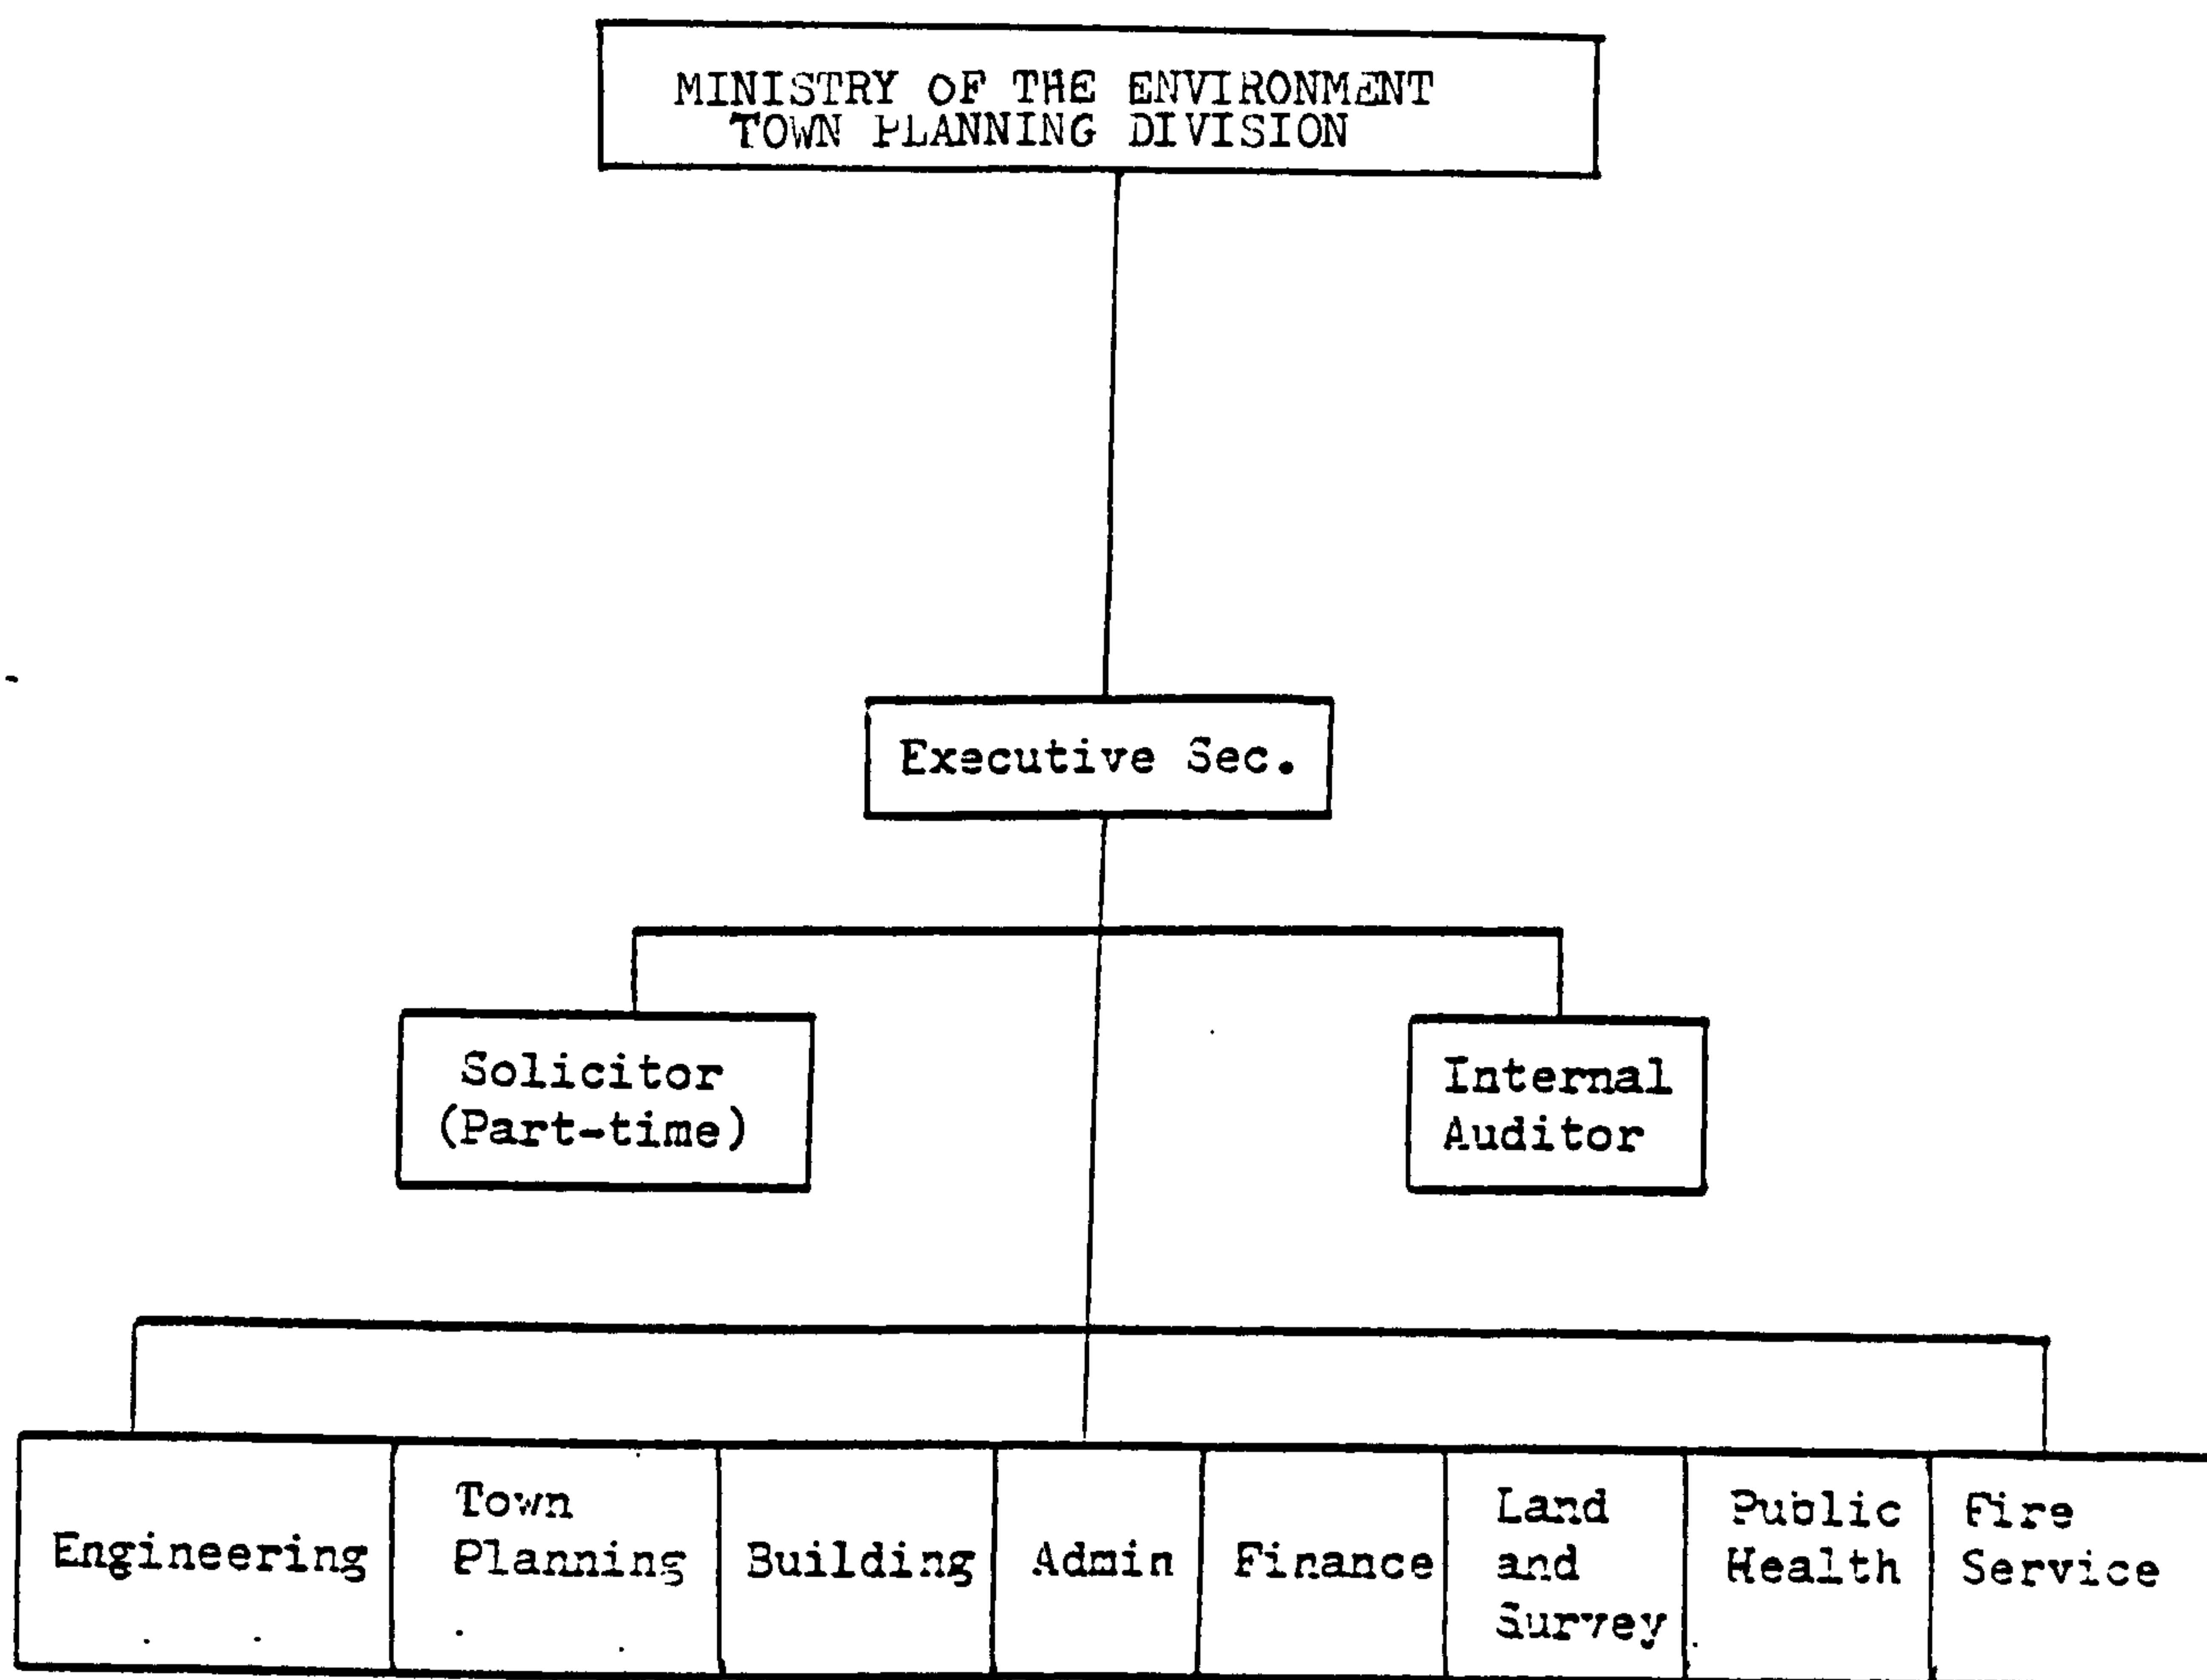 MINISTRY OF THE ENVIRONMENT
TOWN PLANNING DIVISION
Executive Sec.
Solicitor
(Part-time)
Internal
Auditor
Engineering
Town
Planning
Building
Admin
Finance
Land
and
Survey
Public
Health
Fire
Service